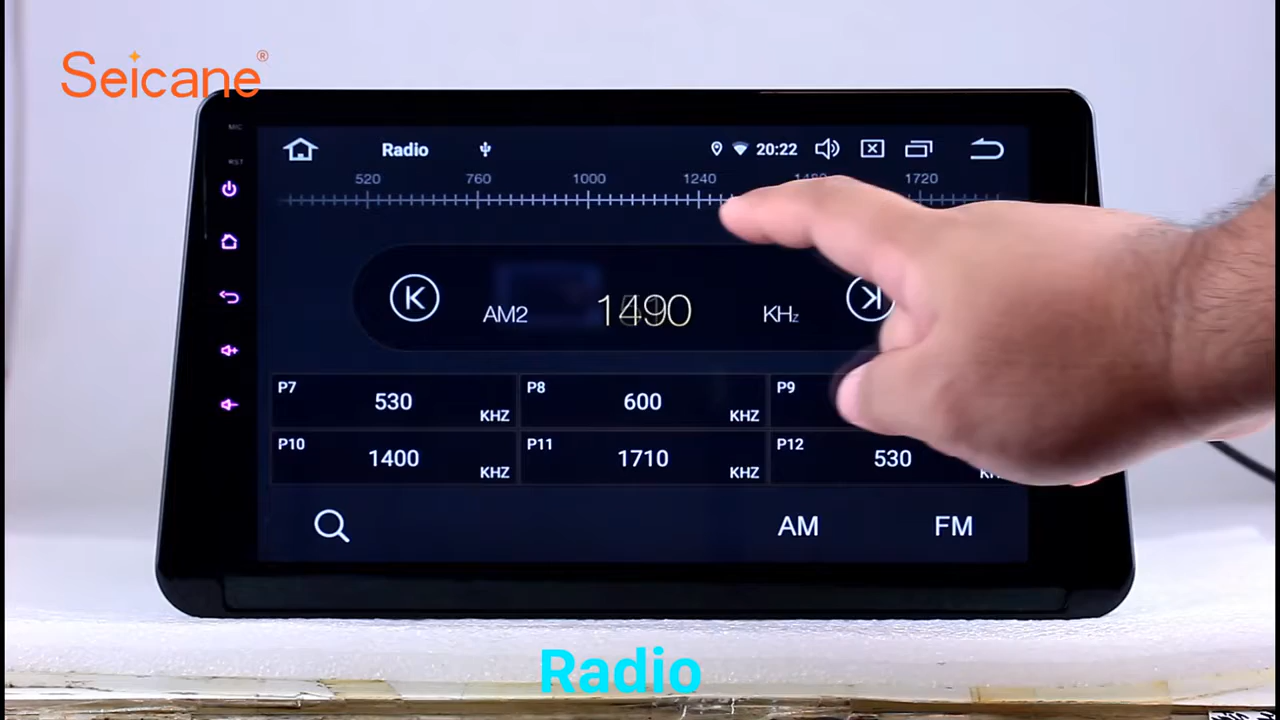 Seicane®
MIC
RST
Radio
20:22
520 760 1000 1240 1480 1720
AM2 1490 KHz
P7 530 KHZ
P8 600 KHZ
P9
P10 1400 KHZ
P11 1710 KHZ
P12 530
AM FM
Radio